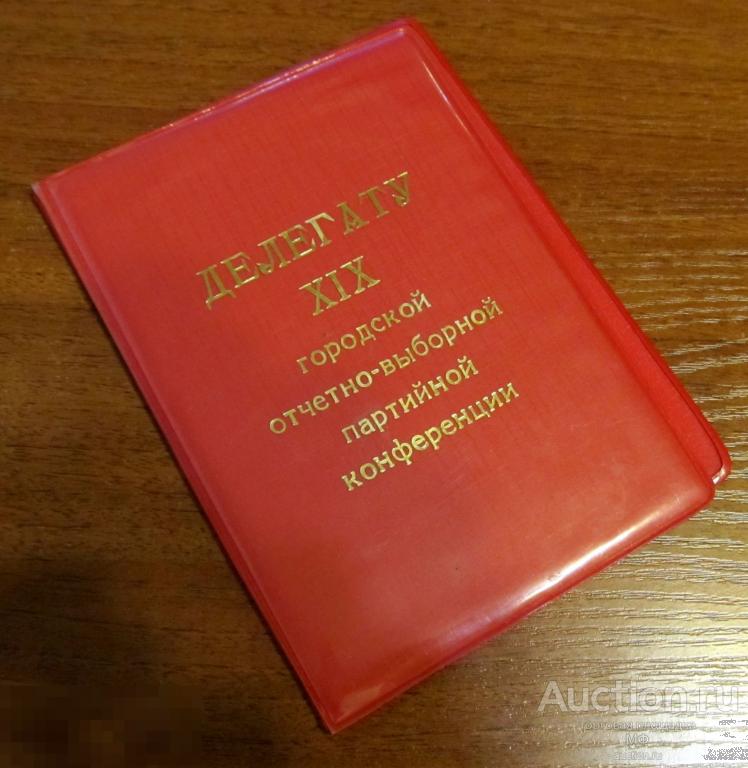 ДЕЛЕГАТУ
XIX
городской
отчетно-выборной
партийной
конференции
Auction.ru